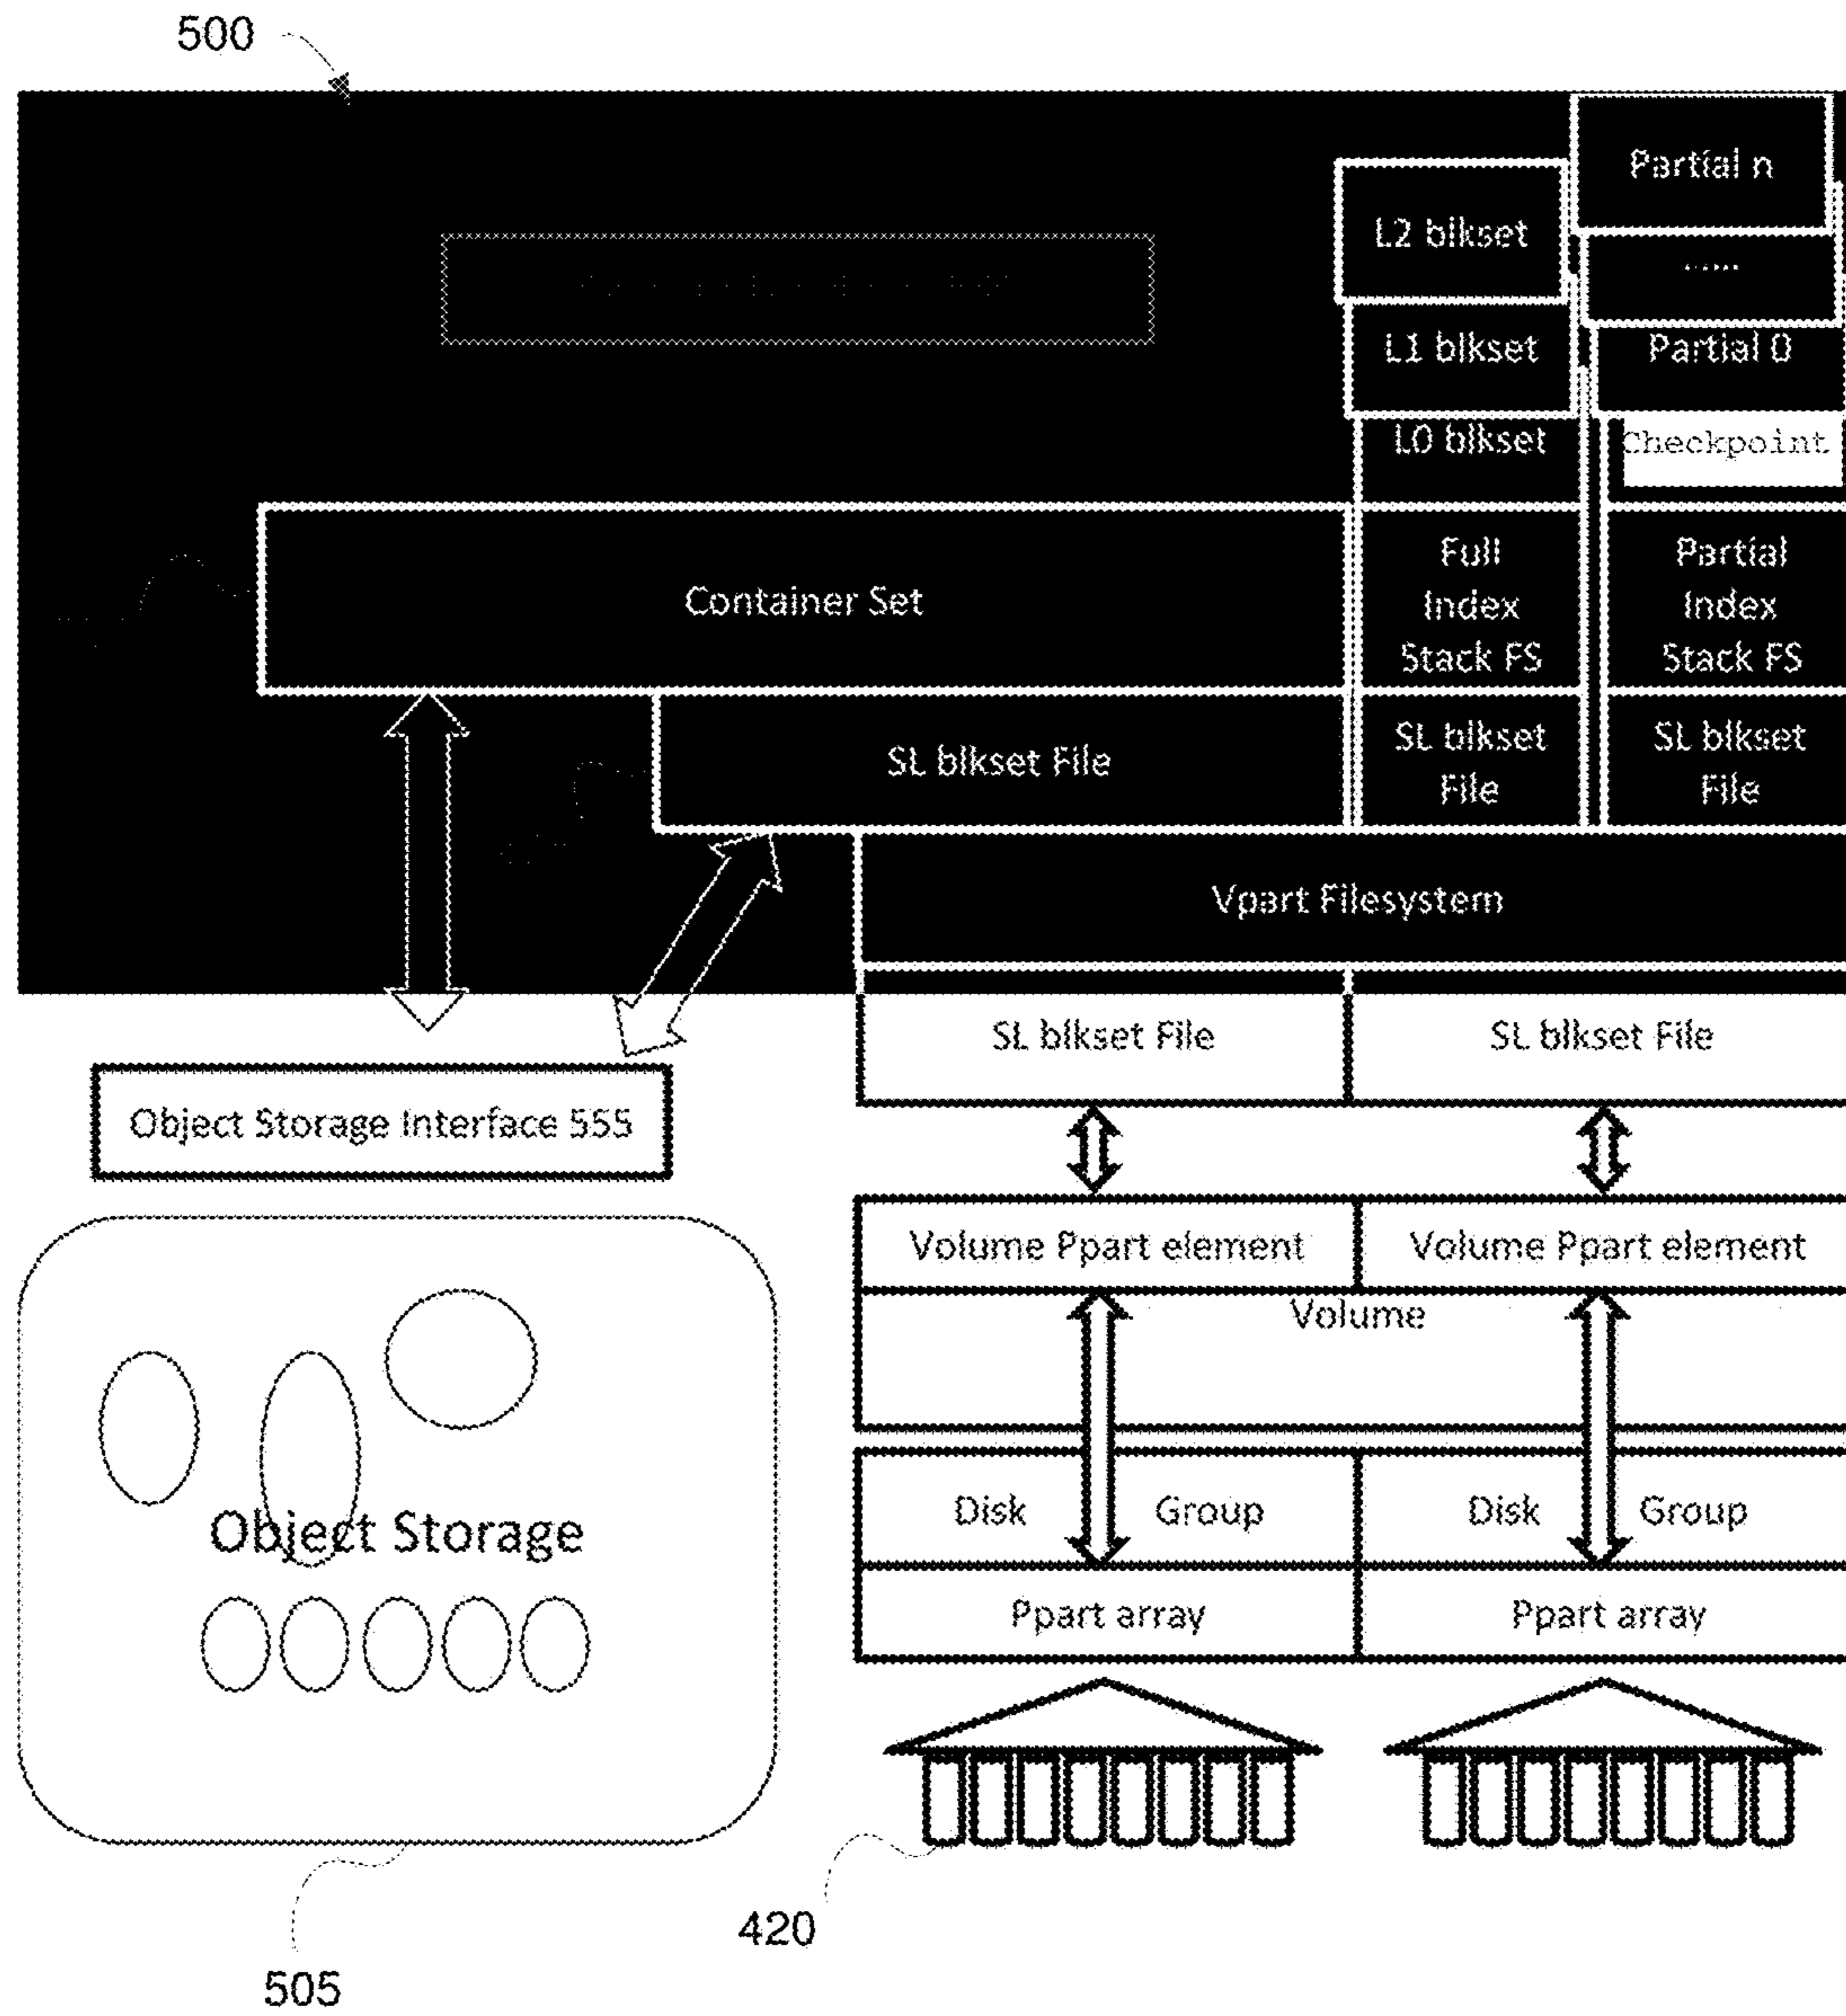 500
Partial n
L2 blkset
......
L1 blkset
Partial 0
L0 blkset
Checkpoint
Container Set
Full
Index
Stack FS
Partial
Index
Stack FS
SL blkset File
SL blkset
File
SL blkset
File
Vpart Filesystem
SL blkset File
SL blkset File
Object Storage Interface 555
Volume Ppart element
Volume Ppart element
Volume
Disk Group
Disk Group
Object Storage
Ppart array
Ppart array
420
505